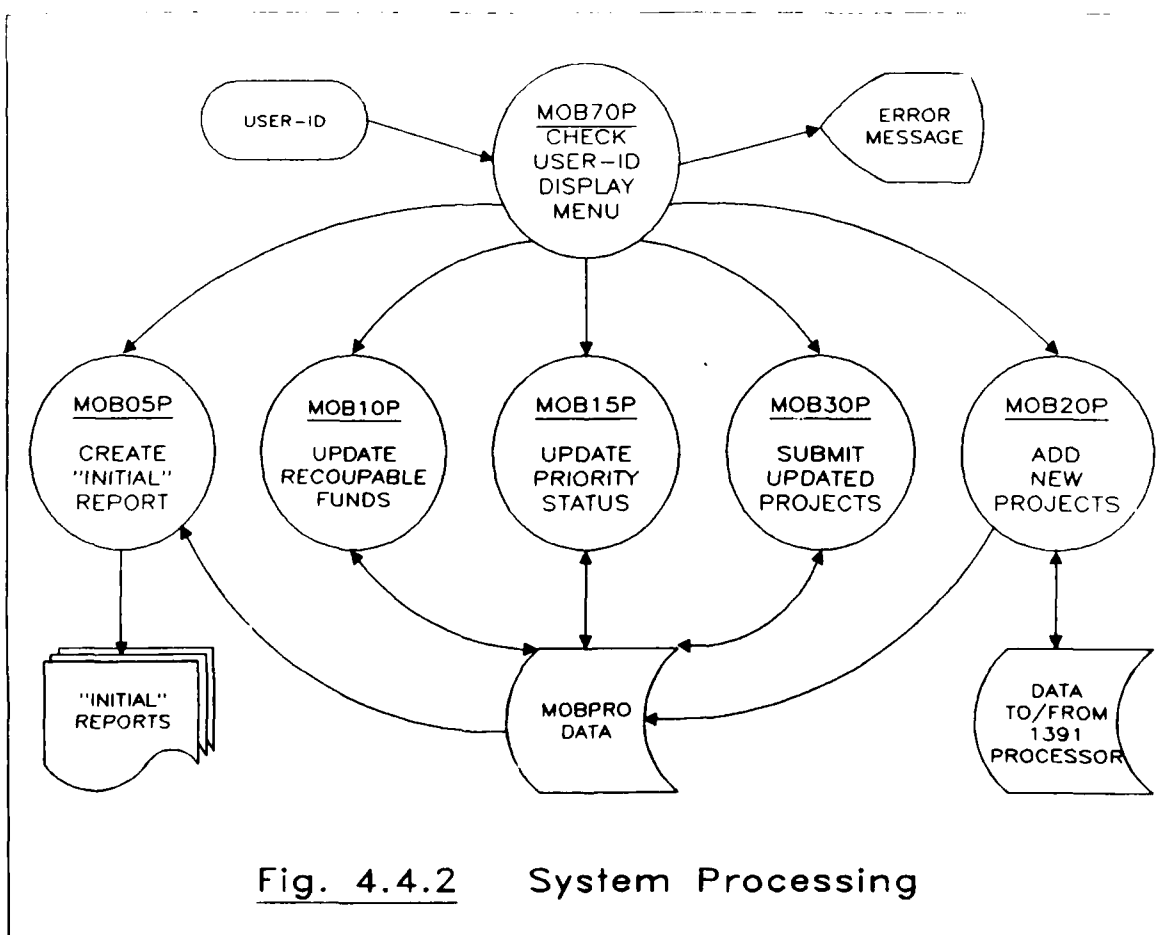 USER-ID
MOB70P
CHECK
USER-ID
DISPLAY
MENU
ERROR
MESSAGE
MOB05P
CREATE
"INITIAL"
REPORT
MOB10P
UPDATE
RECOUPABLE
FUNDS
MOB15P
UPDATE
PRIORITY
STATUS
MOB30P
SUBMIT
UPDATED
PROJECTS
MOB20P
ADD
NEW
PROJECTS
"INITIAL"
REPORTS
MOBPRO
DATA
DATA
TO/FROM
1391
PROCESSOR
Fig. 4.4.2 System Processing